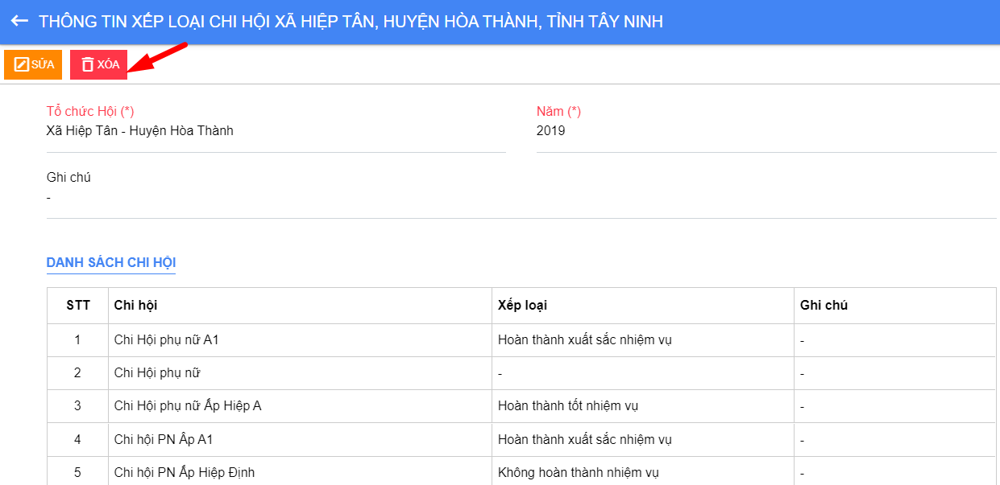 THÔNG TIN XẾP LOẠI CHI HỘI XÃ HIỆP TÂN, HUYỆN HÒA THÀNH, TỈNH TÂY NINH
SỬA XÓA
Tổ chức Hội (*) Năm (*)
Xã Hiệp Tân - Huyện Hòa Thành 2019
Ghi chú
-
DANH SÁCH CHI HỘI
STT Chi hội Xếp loại Ghi chú
1 Chi Hội phụ nữ A1 Hoàn thành xuất sắc nhiệm vụ -
2 Chi Hội phụ nữ - -
3 Chi Hội phụ nữ Ấp Hiệp A Hoàn thành tốt nhiệm vụ -
4 Chi hội PN Âp A1 Hoàn thành xuất sắc nhiệm vụ -
5 Chi hội PN Ấp Hiệp Định Không hoàn thành nhiệm vụ -